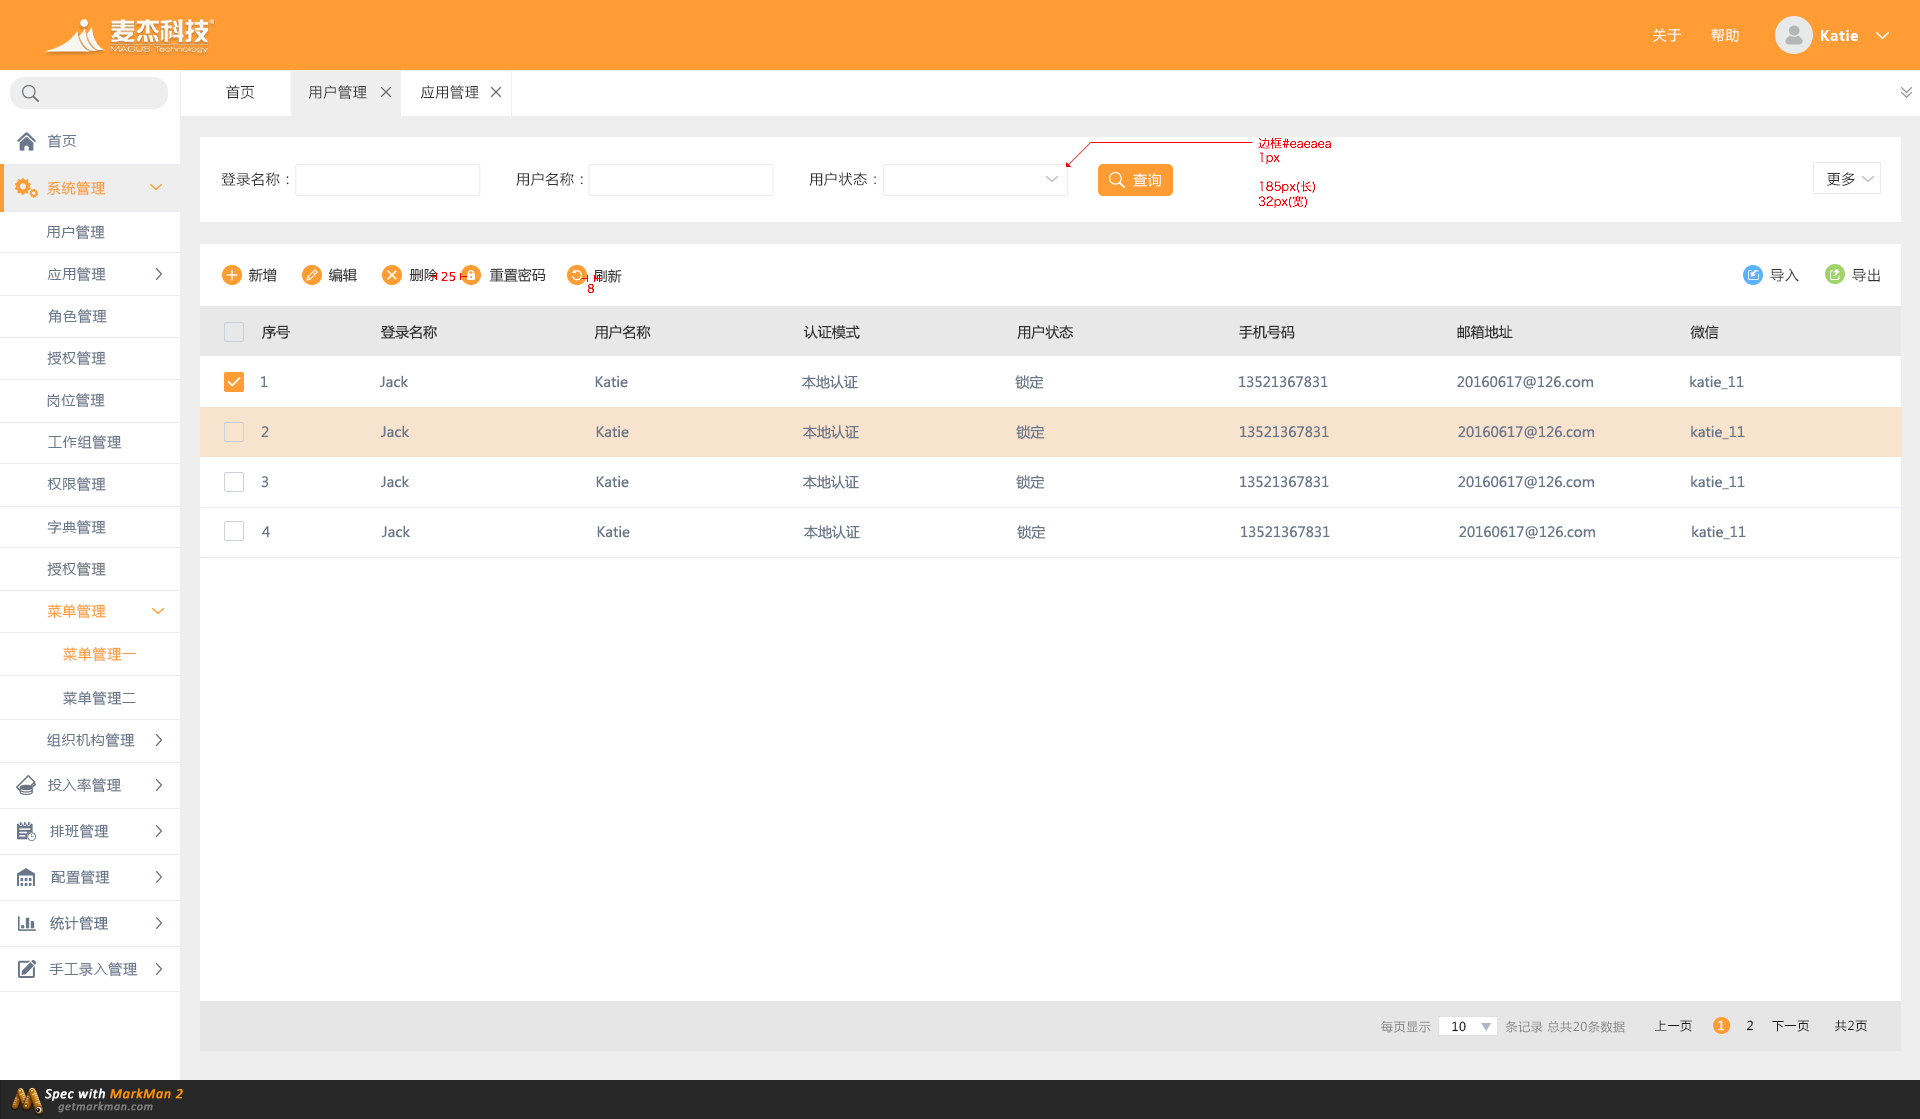 麦杰科技®
MAGUS Technology
关于 帮助 Katie
首页 用户管理 应用管理
首页
系统管理
用户管理
应用管理
角色管理
授权管理
岗位管理
工作组管理
权限管理
字典管理
授权管理
菜单管理
菜单管理一
菜单管理二
组织机构管理
投入率管理
排班管理
配置管理
统计管理
手工录入管理
登录名称： 用户名称： 用户状态： 查询 更多
边框#eaeaea
1px
185px(长)
32px(宽)
新增 编辑 删除 25 重置密码 刷新 导入 导出
8
序号 登录名称 用户名称 认证模式 用户状态 手机号码 邮箱地址 微信
1 Jack Katie 本地认证 锁定 13521367831 20160617@126.com katie_11
2 Jack Katie 本地认证 锁定 13521367831 20160617@126.com katie_11
3 Jack Katie 本地认证 锁定 13521367831 20160617@126.com katie_11
4 Jack Katie 本地认证 锁定 13521367831 20160617@126.com katie_11
每页显示 10 条记录 总共20条数据 上一页 1 2 下一页 共2页
Spec with MarkMan 2
getmarkman.com